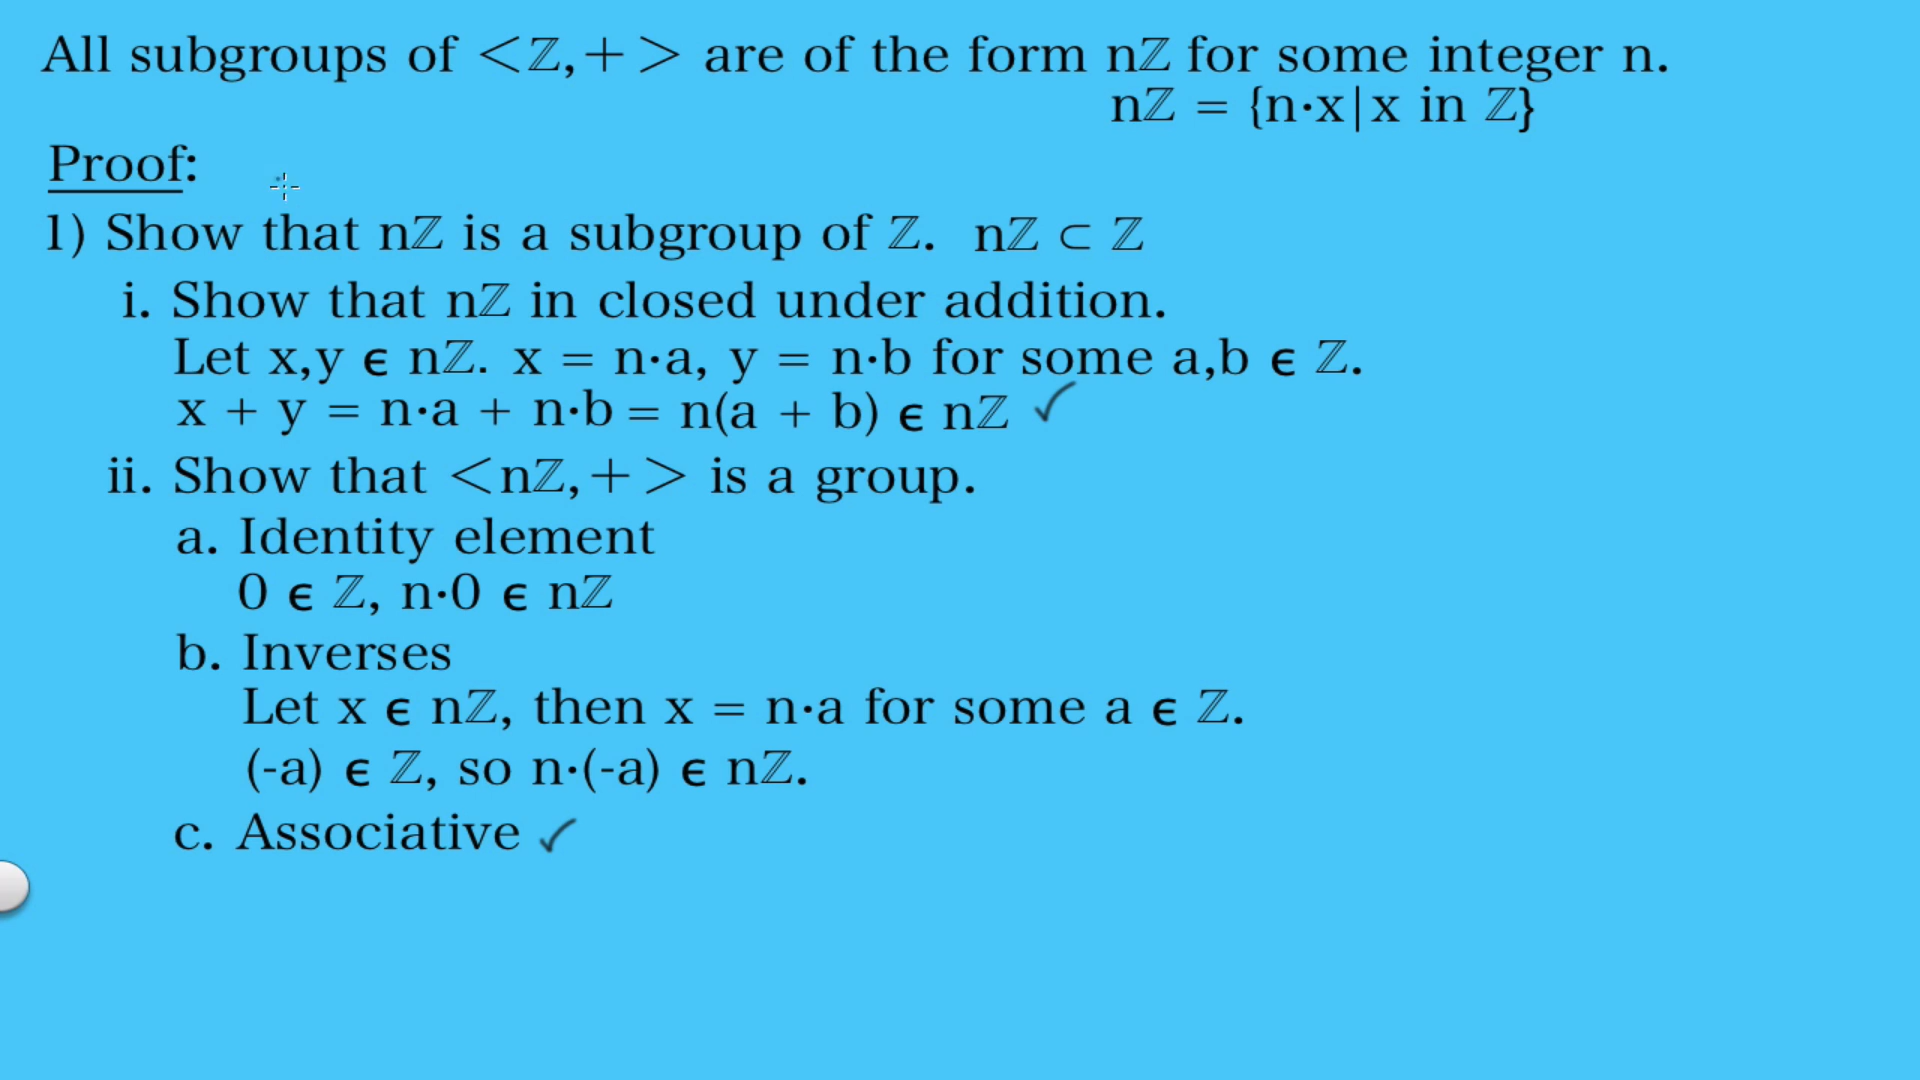 All subgroups of <ℤ,+> are of the form nℤ for some integer n.
nℤ = {n·x|x in ℤ}
Proof:
1) Show that nℤ is a subgroup of ℤ. nℤ ⊂ ℤ
i. Show that nℤ in closed under addition.
Let x,y ϵ nℤ. x = n·a, y = n·b for some a,b ϵ ℤ.
x + y = n·a + n·b = n(a + b) ϵ nℤ ✓
ii. Show that <nℤ,+> is a group.
a. Identity element
0 ϵ ℤ, n·0 ϵ nℤ
b. Inverses
Let x ϵ nℤ, then x = n·a for some a ϵ ℤ.
(-a) ϵ ℤ, so n·(-a) ϵ nℤ.
c. Associative ✓